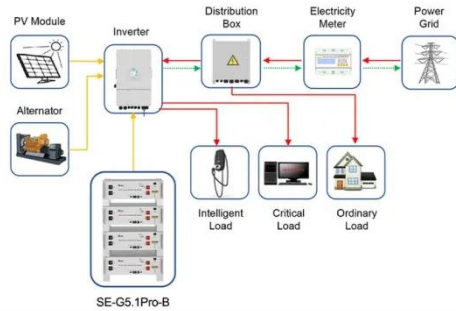 PV Module
Inverter
Distribution
Box
Electricity
Meter
Power
Grid
Alternator
Intelligent
Load
Critical
Load
Ordinary
Load
SE-G5.1Pro-B